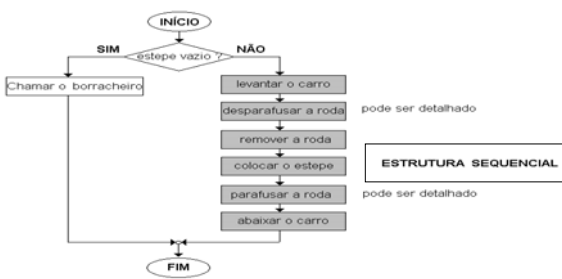 INÍCIO
SIM
NÃO
estepe vazio ?
Chamar o borracheiro
levantar o carro
desparafusar a roda
pode ser detalhado
remover a roda
colocar o estepe
ESTRUTURA SEQUENCIAL
parafusar a roda
pode ser detalhado
abaixar o carro
FIM